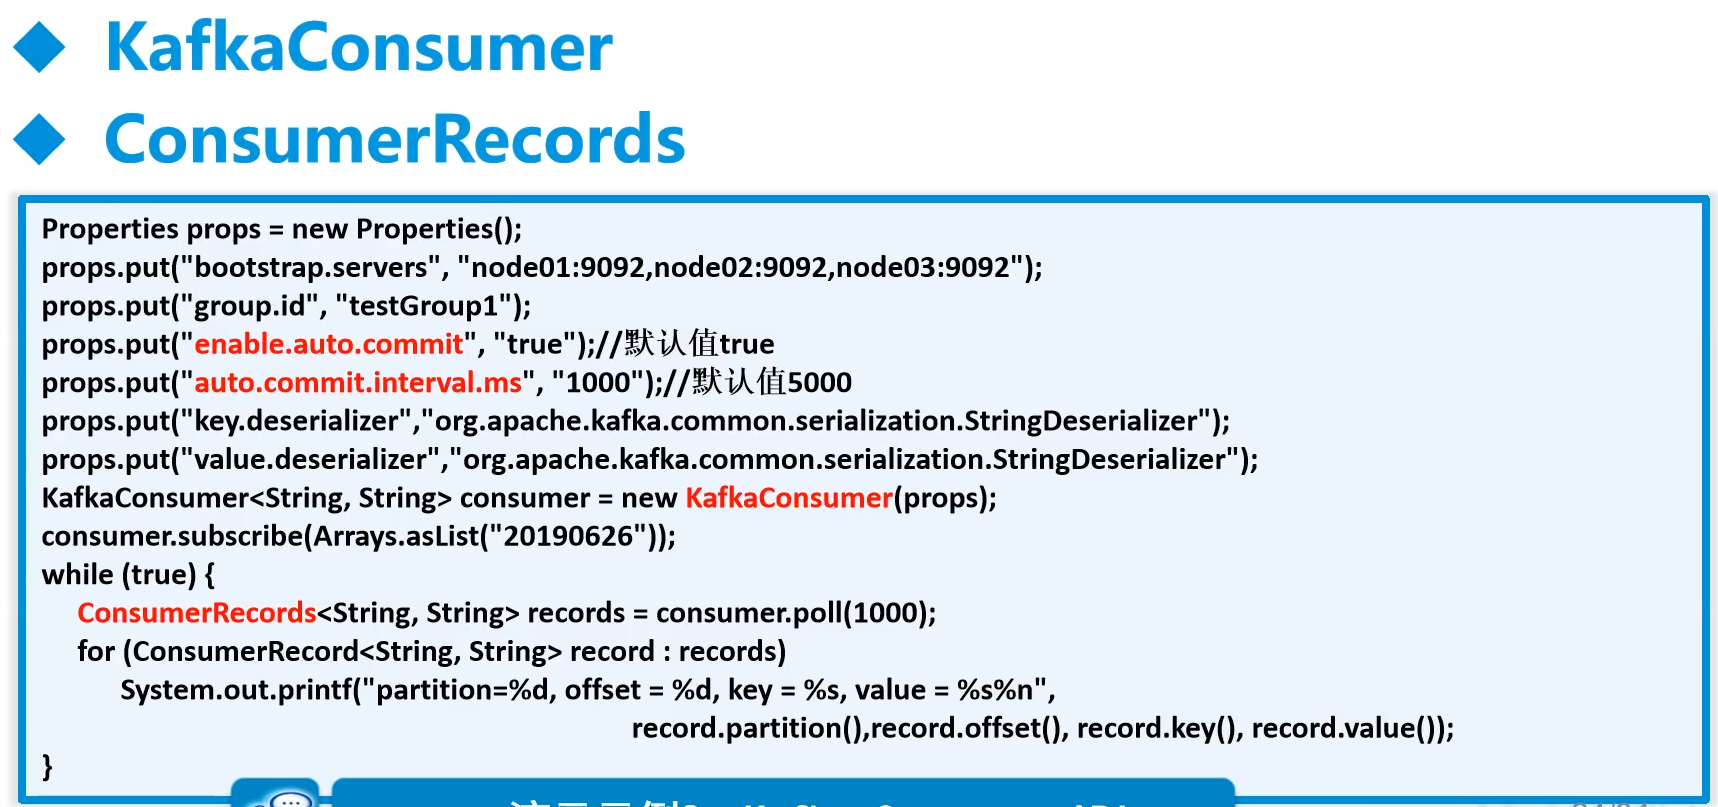 KafkaConsumer
ConsumerRecords
Properties props = new Properties();
props.put("bootstrap.servers", "node01:9092,node02:9092,node03:9092");
props.put("group.id", "testGroup1");
props.put("enable.auto.commit", "true");//默认值true
props.put("auto.commit.interval.ms", "1000");//默认值5000
props.put("key.deserializer","org.apache.kafka.common.serialization.StringDeserializer");
props.put("value.deserializer","org.apache.kafka.common.serialization.StringDeserializer");
KafkaConsumer<String, String> consumer = new KafkaConsumer(props);
consumer.subscribe(Arrays.asList("20190626"));
while (true) {
ConsumerRecords<String, String> records = consumer.poll(1000);
for (ConsumerRecord<String, String> record : records)
System.out.printf("partition=%d, offset = %d, key = %s, value = %s%n",
record.partition(),record.offset(), record.key(), record.value());
}